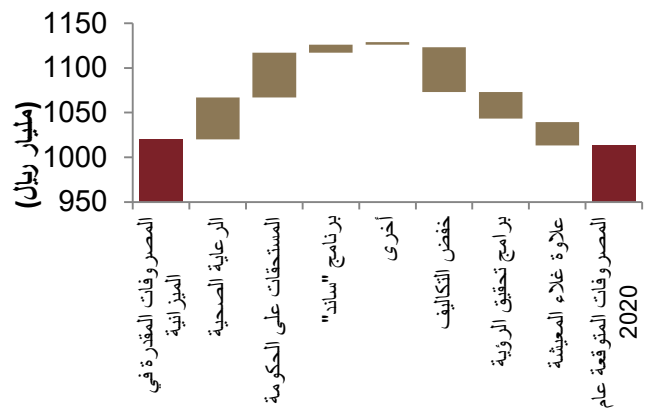 (مليار ريال)
1150
1100
1050
1000
950
المصروفات المقدرة في
الميزانية
الرعاية الصحية
المستحقات على الحكومة
برنامج "ساند"
أخرى
خفض التكاليف
برامج تحقيق الرؤية
علاوة غلاء المعيشة
المصروفات المتوقعة عام
2020